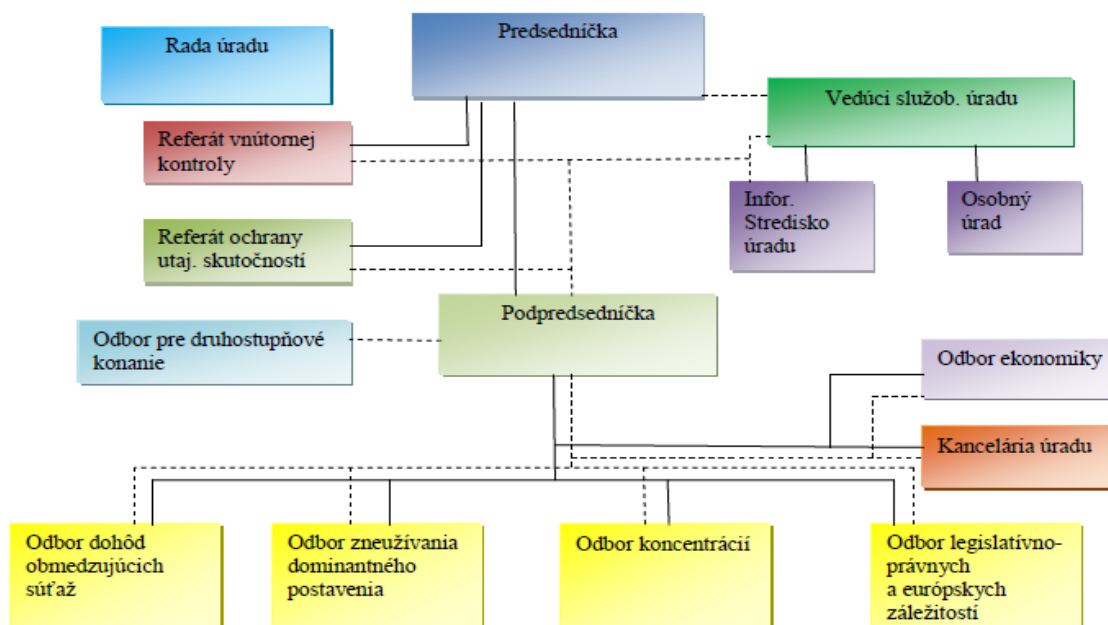 Rada úradu
Predsedníčka
Vedúci služob. úradu
Referát vnútornej
kontroly
Infor.
Stredisko
úradu
Osobný
úrad
Referát ochrany
utaj. skutočností
Podpredsedníčka
Odbor pre druhostupňové
konanie
Odbor ekonomiky
Kancelária úradu
Odbor dohôd
obmedzujúcich
súťaž
Odbor zneužívania
dominantného
postavenia
Odbor koncentrácií
Odbor legislatívno-
právnych
a európskych
záležitostí